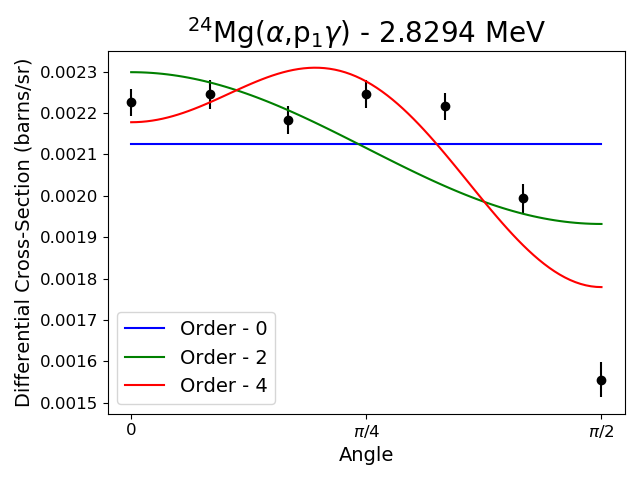 ²⁴Mg(α,p₁γ) - 2.8294 MeV
Differential Cross-Section (barns/sr)
0.0023
0.0022
0.0021
0.0020
0.0019
0.0018
0.0017
0.0016
0.0015
Order - 0
Order - 2
Order - 4
0 π/4 π/2
Angle